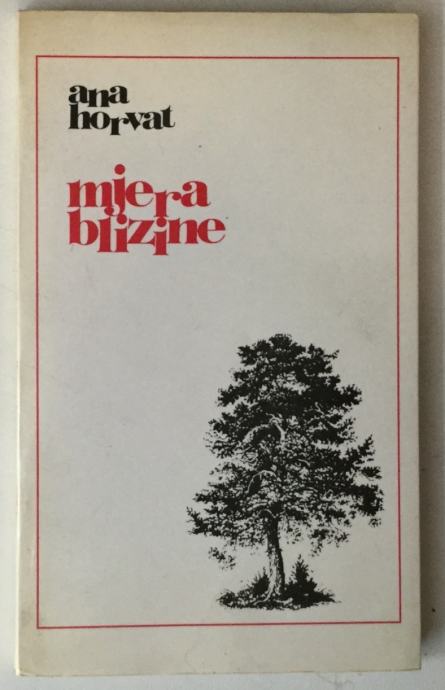 ana
horvat
mjera
blizine